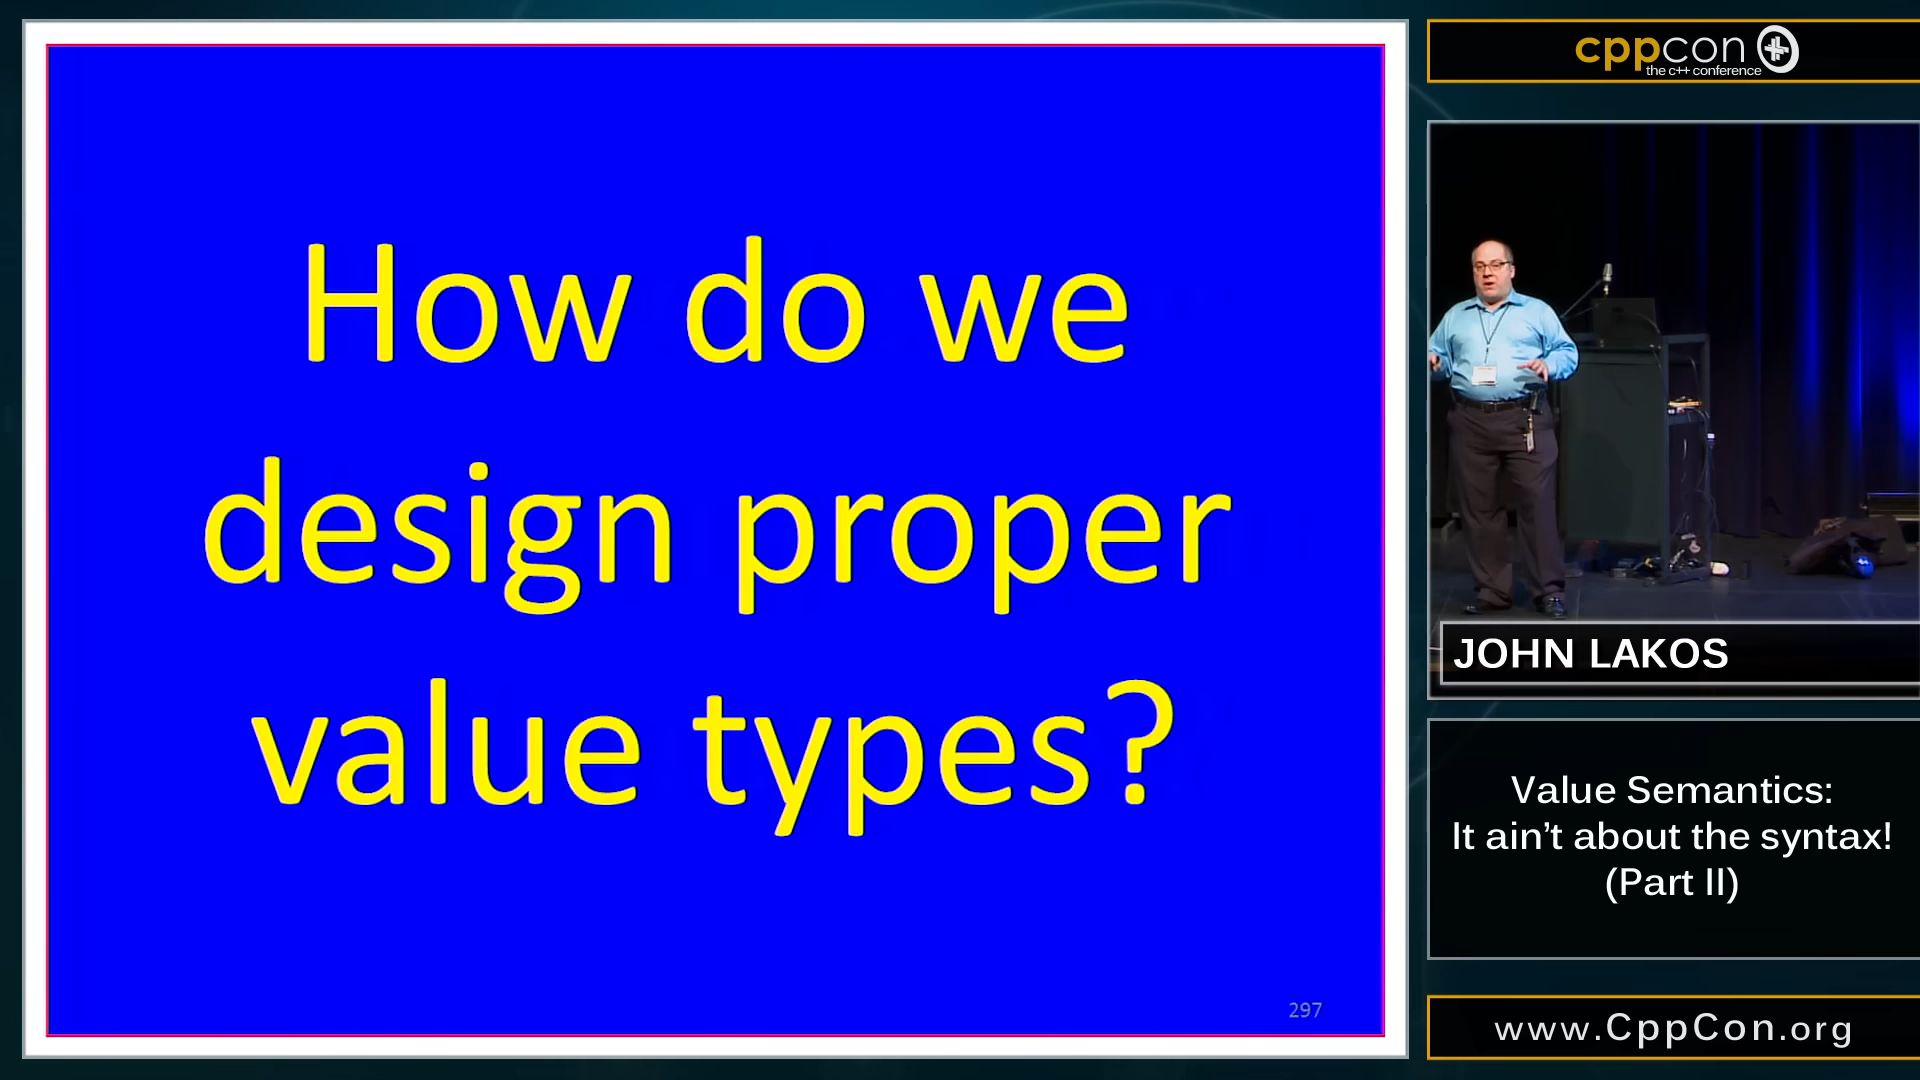 How do we
design proper
value types?
297
cppcon
the c++ conference
JOHN LAKOS
Value Semantics:
It ain’t about the syntax!
(Part II)
www.CppCon.org